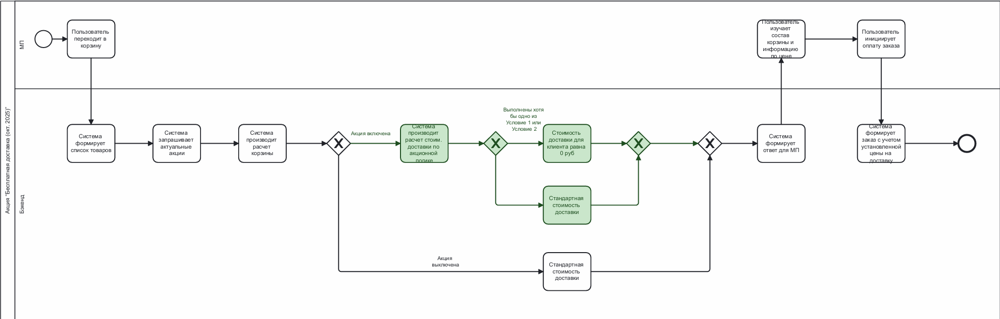 Акция "Бесплатная доставка (окт. 2025)"
МП
Пользователь
переходит в
корзину
Пользователь
изучает
состав
корзины и
информацию
по цене
Пользователь
инициирует
оплату заказа
Бэкенд
Система
формирует
список товаров
Система
запрашивает
актуальные
акции
Система
производит
расчет
корзины
Акция включена
Система
производит
расчет стоим.
доставки по
акционной
логике
Выполнены хотя
бы одно из
Условие 1 или
Условие 2
Стоимость
доставки для
клиента равна
0 руб
Стандартная
стоимость
доставки
Акция
выключена
Стандартная
стоимость
доставки
Система
формирует
ответ для МП
Система
формирует
заказ с учетом
установленной
цены на
доставку